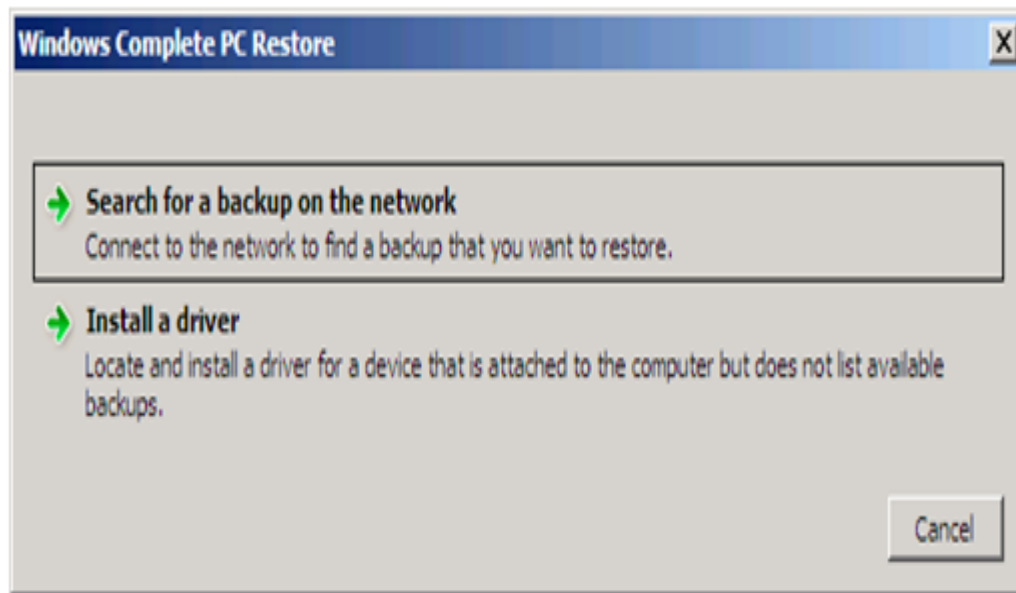 Windows Complete PC Restore
Search for a backup on the network
Connect to the network to find a backup that you want to restore.
Install a driver
Locate and install a driver for a device that is attached to the computer but does not list available
backups.
Cancel